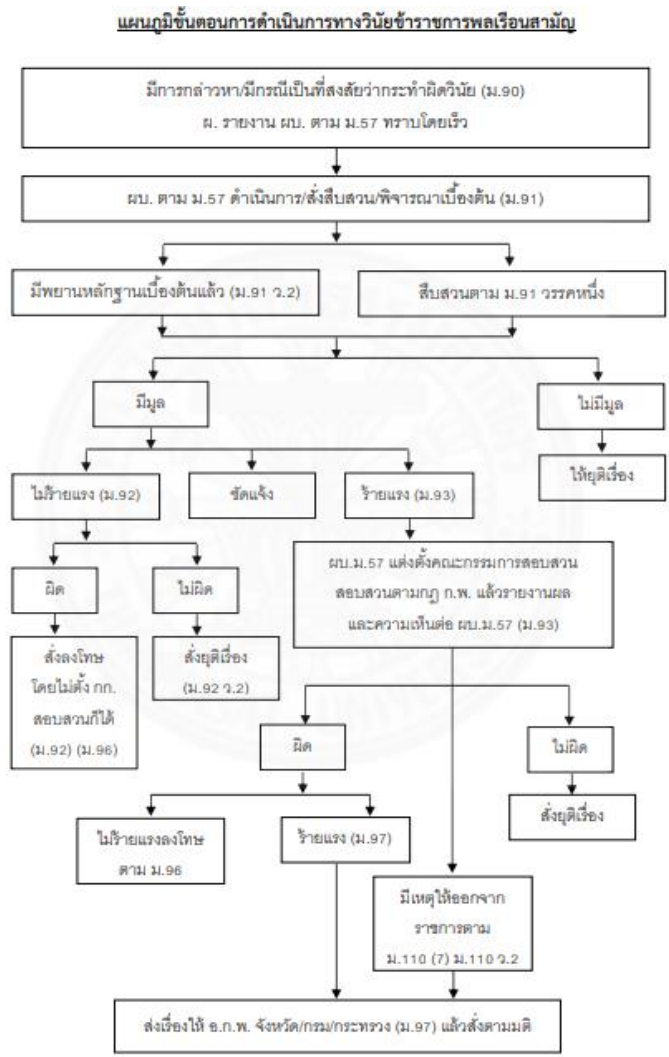 แผนภูมิขั้นตอนการดำเนินการทางวินัยข้าราชการพลเรือนสามัญ
มีการกล่าวหา/มีกรณีเป็นที่สงสัยว่ากระทำผิดวินัย (ม.90)
ผ. รายงาน ผบ. ตาม ม.57 ทราบโดยเร็ว
ผบ. ตาม ม.57 ดำเนินการ/สั่งสืบสวน/พิจารณาเบื้องต้น (ม.91)
มีพยานหลักฐานเบื้องต้นแล้ว (ม.91 ว.2)
สืบสวนตาม ม.91 วรรคหนึ่ง
มีมูล
ไม่มีมูล
ให้ยุติเรื่อง
ไม่ร้ายแรง (ม.92)
ชัดแจ้ง
ร้ายแรง (ม.93)
ผิด
ไม่ผิด
ผบ.ม.57 แต่งตั้งคณะกรรมการสอบสวน
สอบสวนตามกฎ ก.พ. แล้วรายงานผล
และความเห็นต่อ ผบ.ม.57 (ม.93)
สั่งลงโทษ
โดยไม่ตั้ง กก.
สอบสวนก็ได้
(ม.92) (ม.96)
สั่งยุติเรื่อง
(ม.92 ว.2)
ผิด
ไม่ผิด
สั่งยุติเรื่อง
ไม่ร้ายแรงลงโทษ
ตาม ม.96
ร้ายแรง (ม.97)
มีเหตุให้ออกจาก
ราชการตาม
ม.110 (7) ม.110 ว.2
ส่งเรื่องให้ อ.ก.พ. จังหวัด/กรม/กระทรวง (ม.97) แล้วสั่งตามมติ